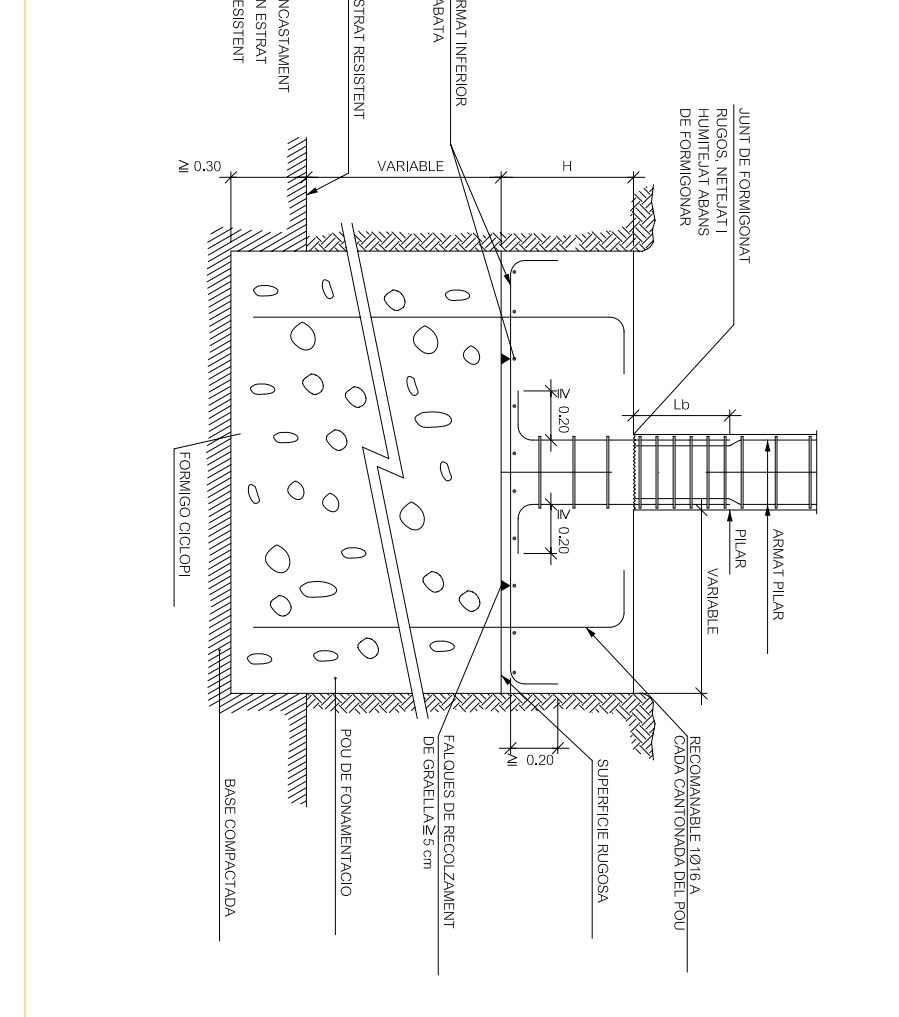 JUNT DE FORMIGONAT
RUGOS, NETEJAT I
HUMITEJAT ABANS
DE FORMIGONAR
RMAT INFERIOR
ABATA
STRAT RESISTENT
NCASTAMENT
N ESTRAT
ESISTENT
≥ 0.30
VARIABLE
H
Lb
≥ 0.20
≥ 0.20
ARMAT PILAR
PILAR
VARIABLE
FORMIGO CICLOPI
≥ 0.20
RECOMANABLE 1Ø16 A
CADA CANTONADA DEL POU
SUPERFICIE RUGOSA
FALQUES DE RECOLZAMENT
DE GRAELLA ≥ 5 cm
POU DE FONAMENTACIO
BASE COMPACTADA